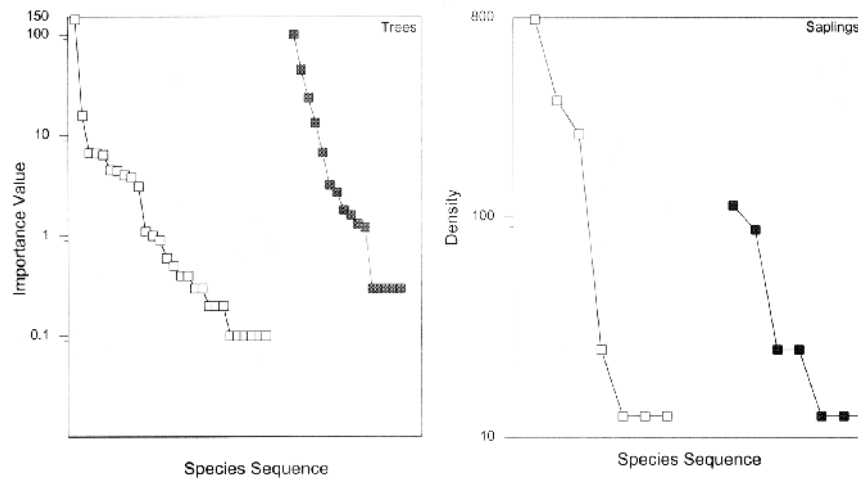 150
100
10
1
0.1
Importance Value
Trees
Species Sequence
800
100
10
Density
Saplings
Species Sequence